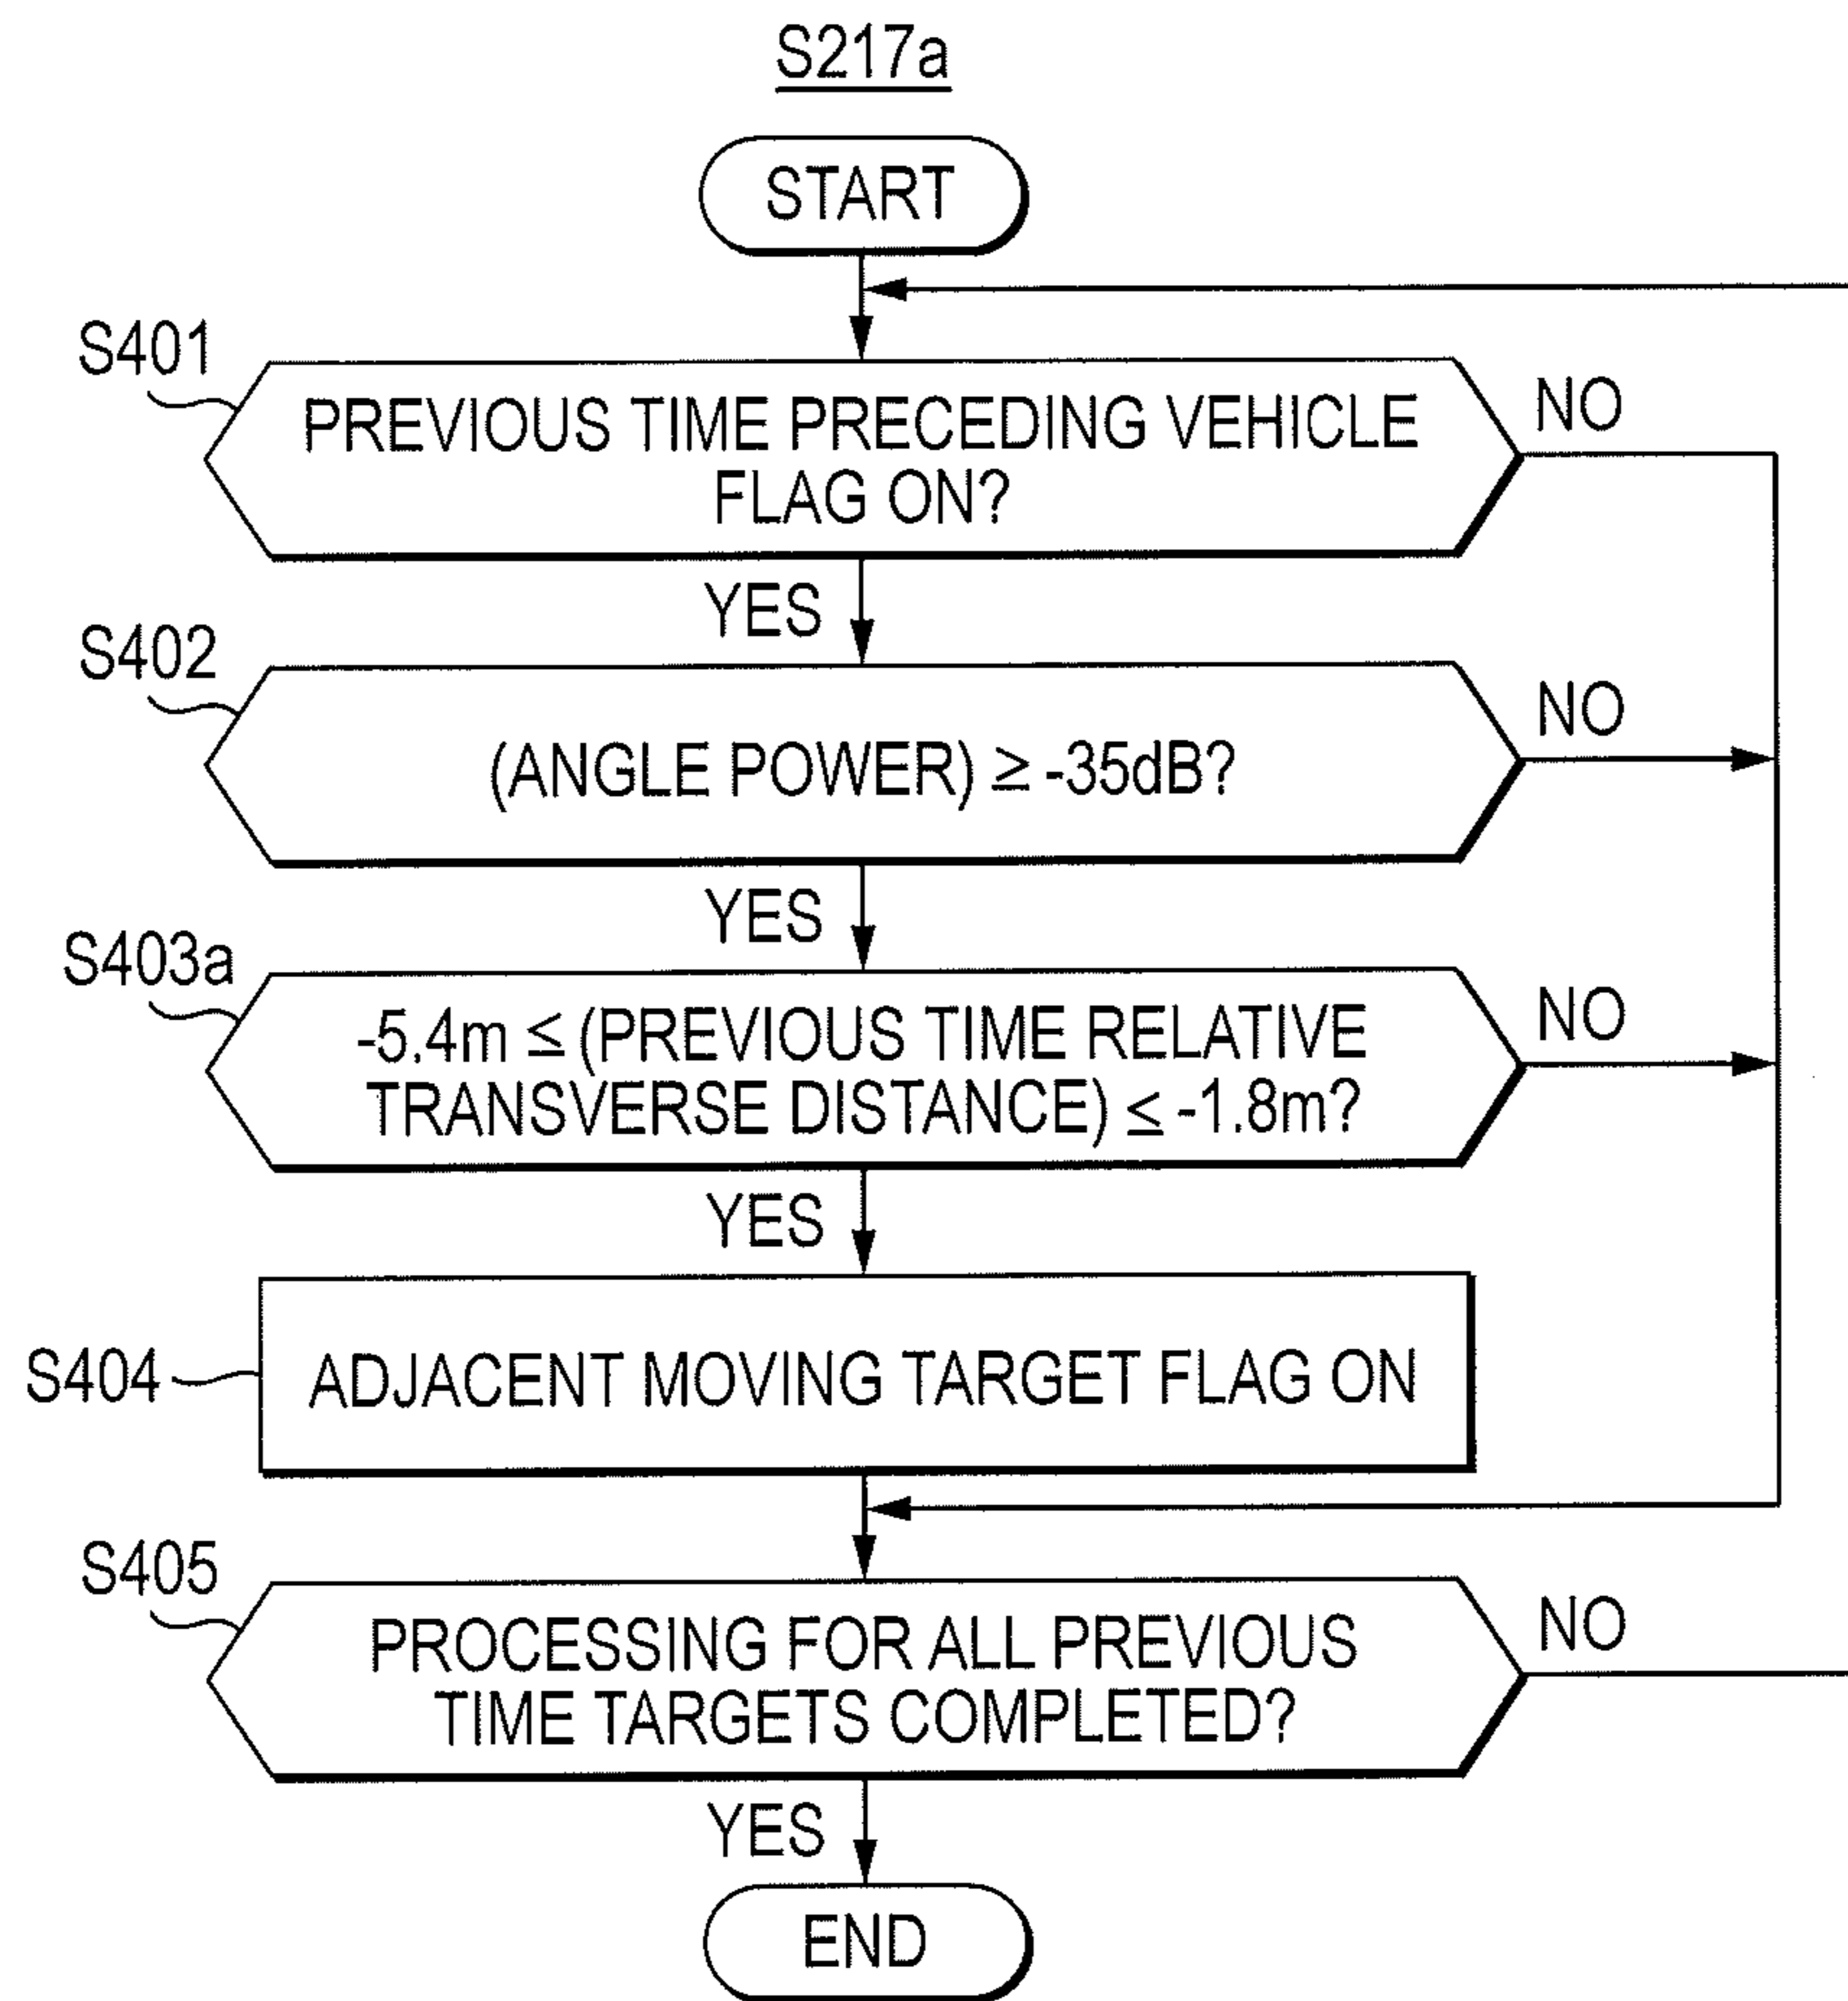 S217a
START
S401
PREVIOUS TIME PRECEDING VEHICLE
FLAG ON?
NO
YES
S402
(ANGLE POWER) ≥ -35dB?
NO
YES
S403a
-5.4m ≤ (PREVIOUS TIME RELATIVE
TRANSVERSE DISTANCE) ≤ -1.8m?
NO
YES
S404
ADJACENT MOVING TARGET FLAG ON
S405
PROCESSING FOR ALL PREVIOUS
TIME TARGETS COMPLETED?
NO
YES
END